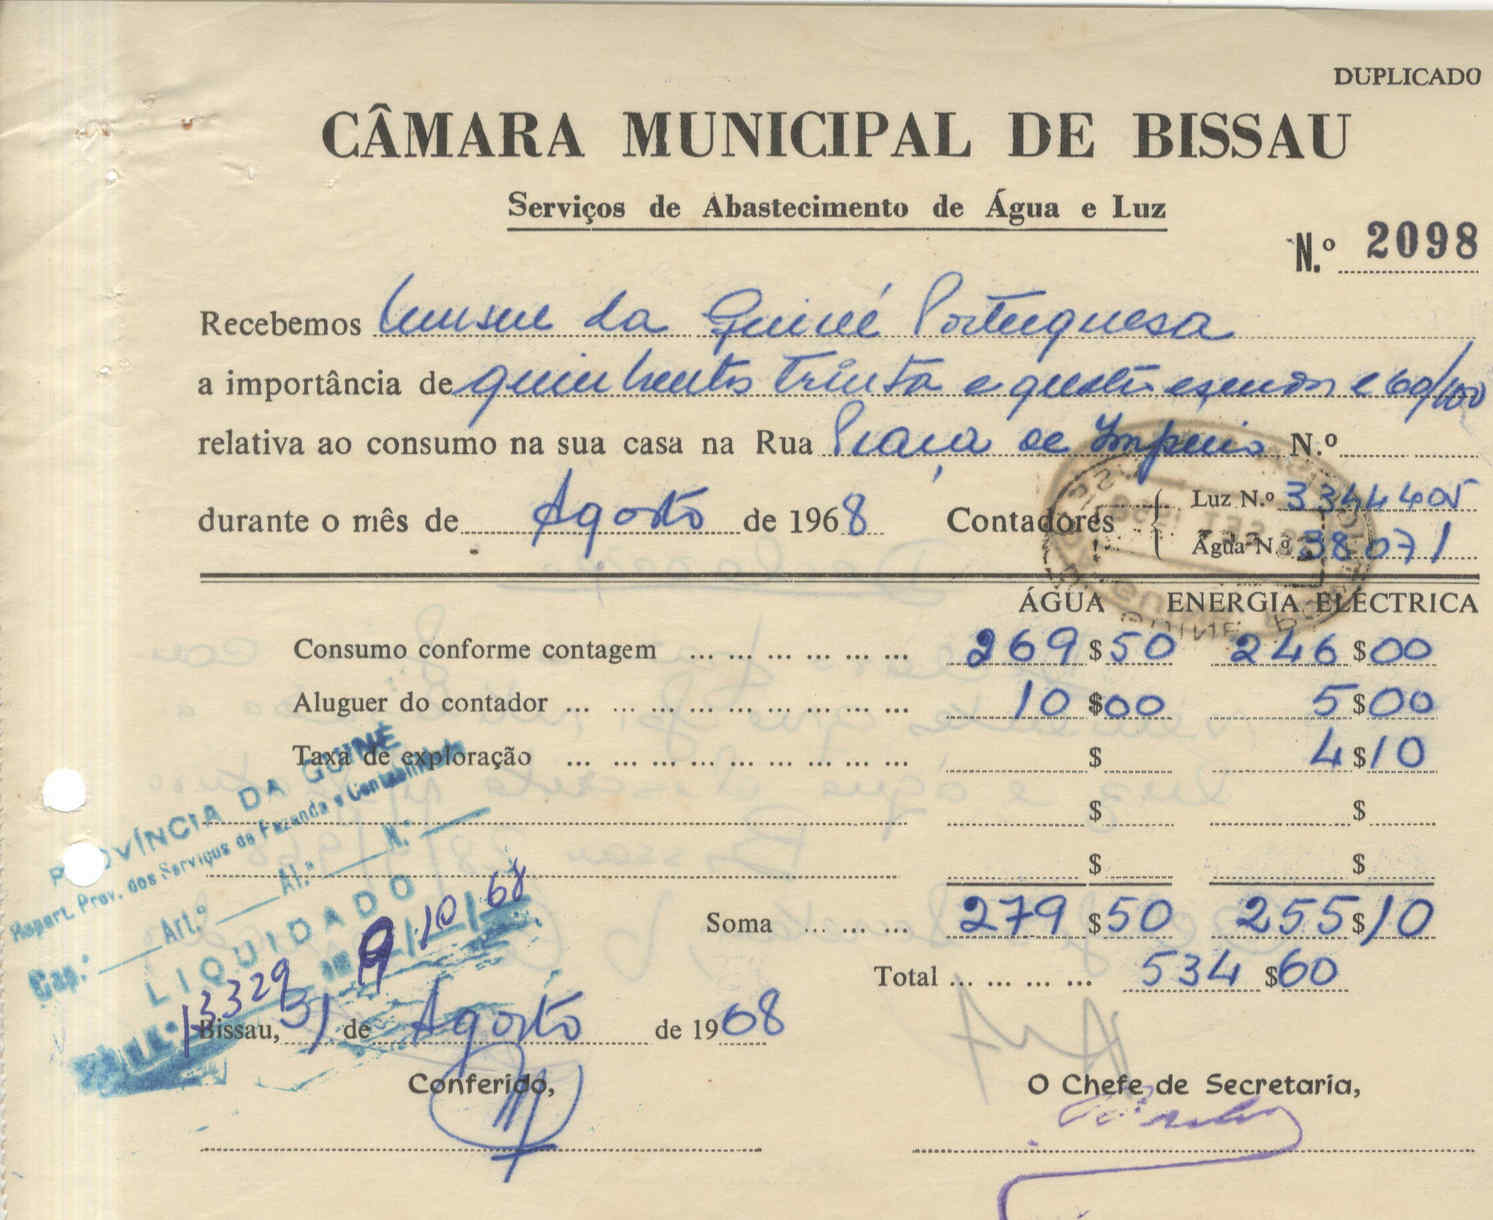 DUPLICADO
CÂMARA MUNICIPAL DE BISSAU
Serviços de Abastecimento de Água e Luz
N.º 2098
Recebemos Museu da Guiné Portuguesa
a importância de quinhentos trinta e quatro escudos e 60/100
relativa ao consumo na sua casa na Rua Praça do Império N.º
durante o mês de Agosto de 1968 Contadores
Luz N.º 3344405
Água N.º 38071
ÁGUA ENERGIA ELÉCTRICA
Consumo conforme contagem ... ... ... ... ... ... 269$50 246$00
Aluguer do contador ... ... ... ... ... ... ... ... ... 10$00 5$00
Taxa de exploração ... ... ... ... ... ... ... ... ... $ 4$10
$ $
$ $
Soma ... ... ... 279$50 255$10
Total ... ... ... ... 534$60
PROVÍNCIA DA GUINÉ
Repart. Prov. dos Serviços de Fazenda e Contabilidade
Cap.º Art.º Al.ª N.º
LIQUIDADO
9/10/68
13329
Bissau, 31 de Agosto de 1968
Conferido,
O Chefe de Secretaria,